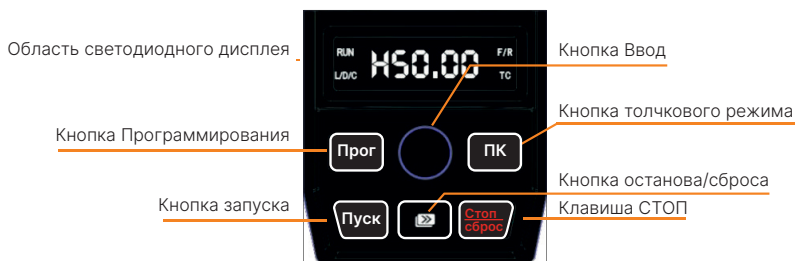 Область светодиодного дисплея
Кнопка Программирования
Кнопка запуска
RUN
L/D/C
H50.00
F/R
TC
Прог
ПК
Пуск
Стоп
сброс
Кнопка Ввод
Кнопка толчкового режима
Кнопка останова/сброса
Клавиша СТОП